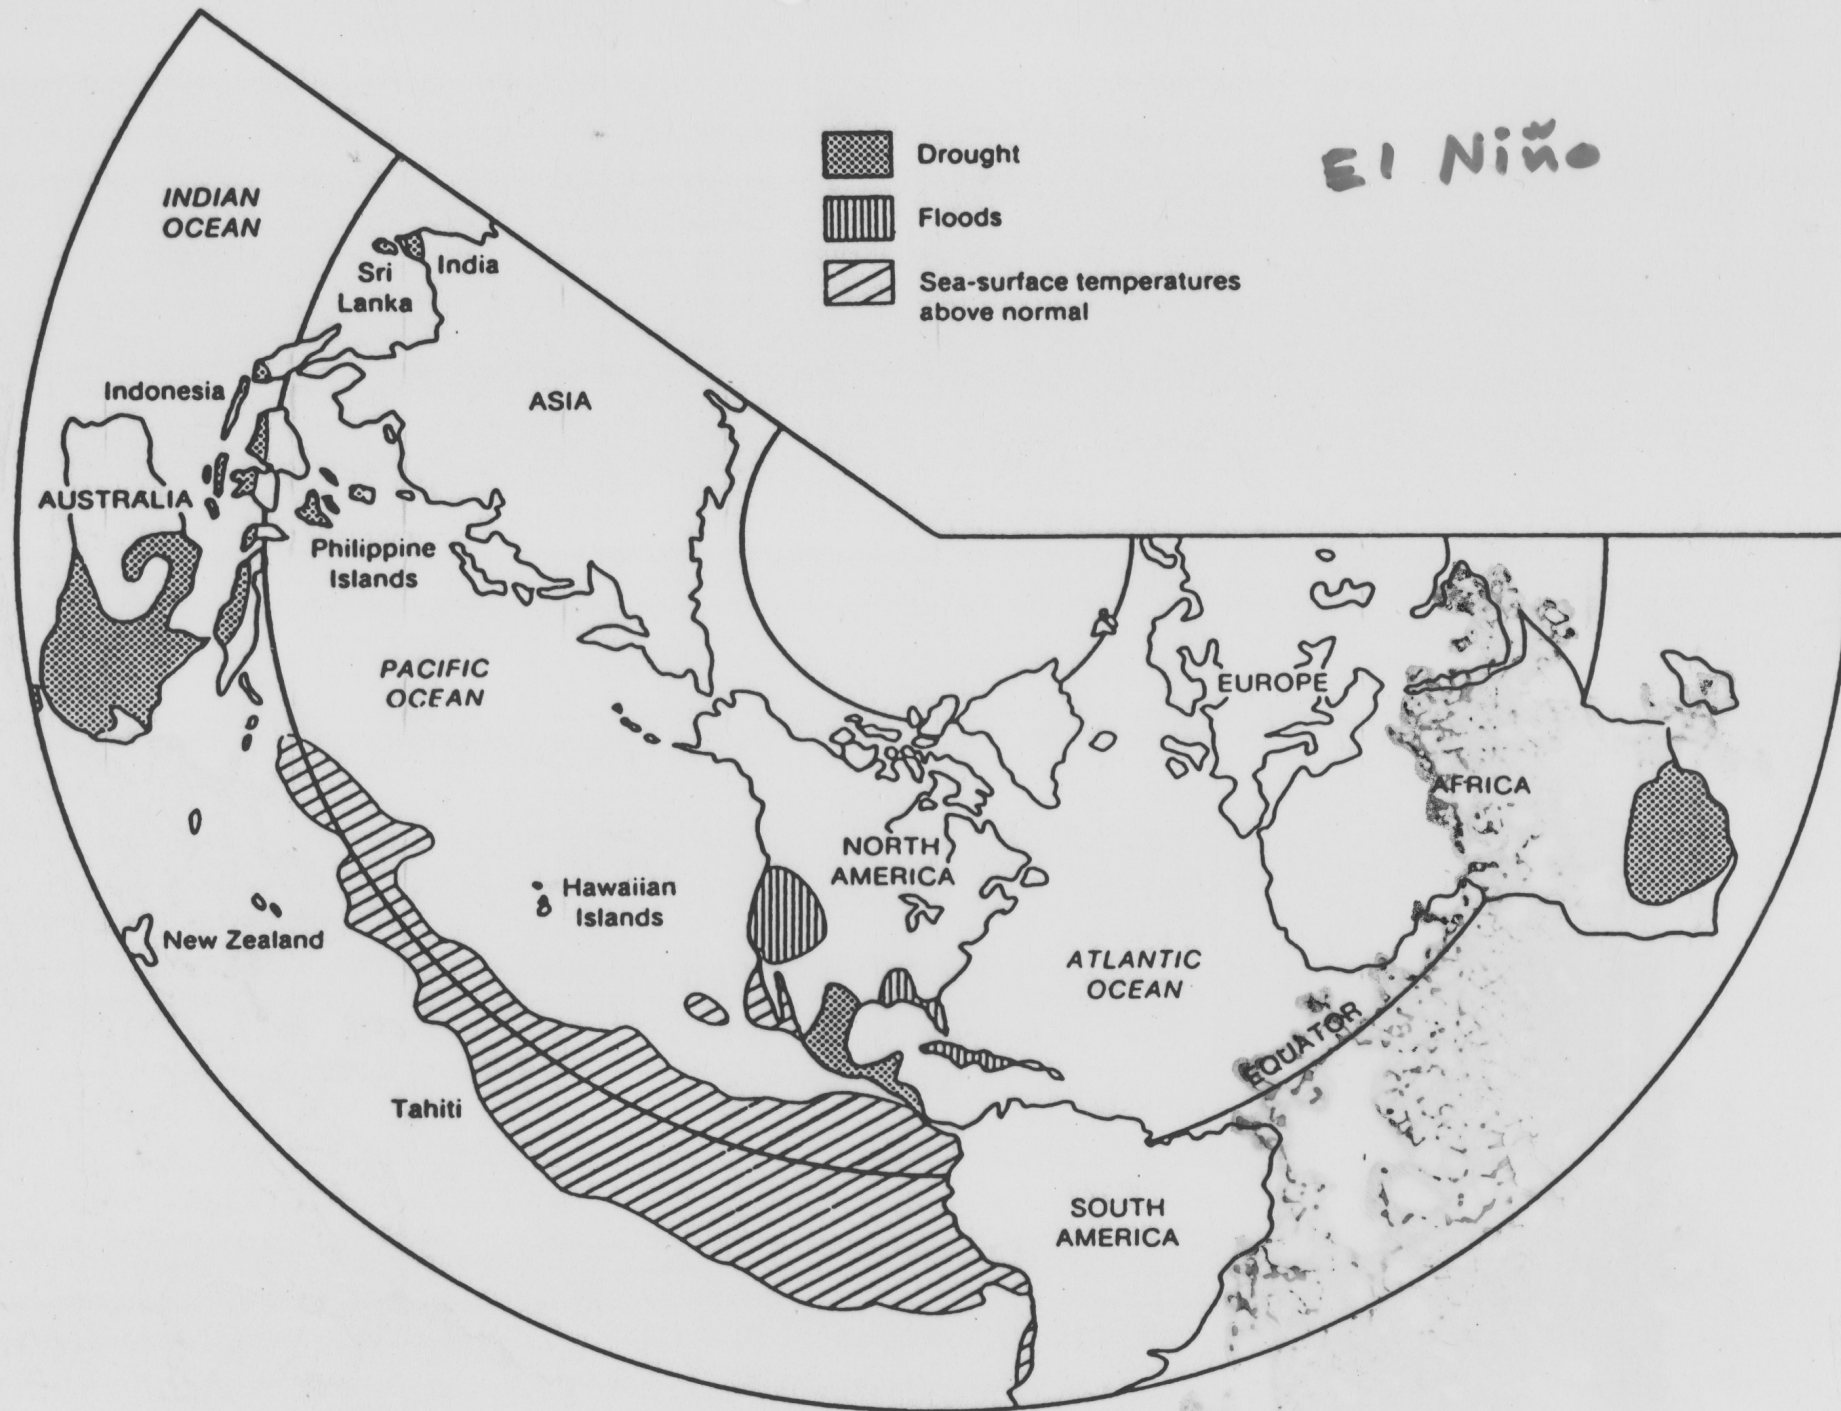 El Niño
Drought
Floods
Sea-surface temperatures
above normal
INDIAN
OCEAN
Sri
Lanka
India
Indonesia
ASIA
AUSTRALIA
Philippine
Islands
PACIFIC
OCEAN
EUROPE
AFRICA
NORTH
AMERICA
Hawaiian
Islands
New Zealand
ATLANTIC
OCEAN
EQUATOR
Tahiti
SOUTH
AMERICA